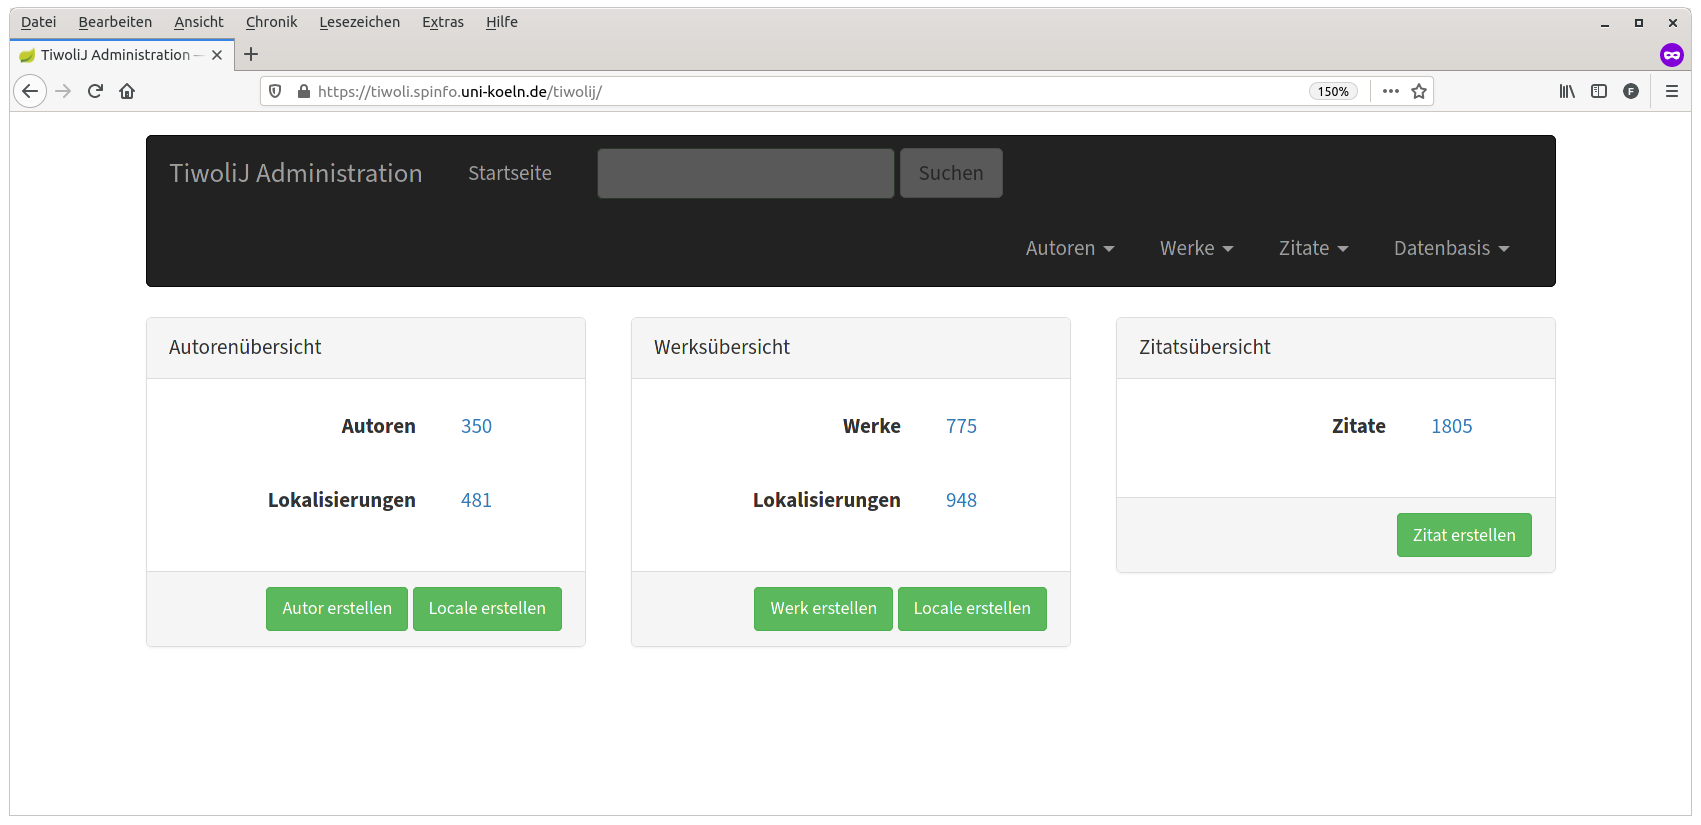 Datei Bearbeiten Ansicht Chronik Lesezeichen Extras Hilfe
TiwoliJ Administration —
https://tiwoli.spinfo.uni-koeln.de/tiwolij/ 150%
TiwoliJ Administration Startseite Suchen
Autoren Werke Zitate Datenbasis
Autorenübersicht
Autoren 350
Lokalisierungen 481
Autor erstellen Locale erstellen
Werksübersicht
Werke 775
Lokalisierungen 948
Werk erstellen Locale erstellen
Zitatsübersicht
Zitate 1805
Zitat erstellen